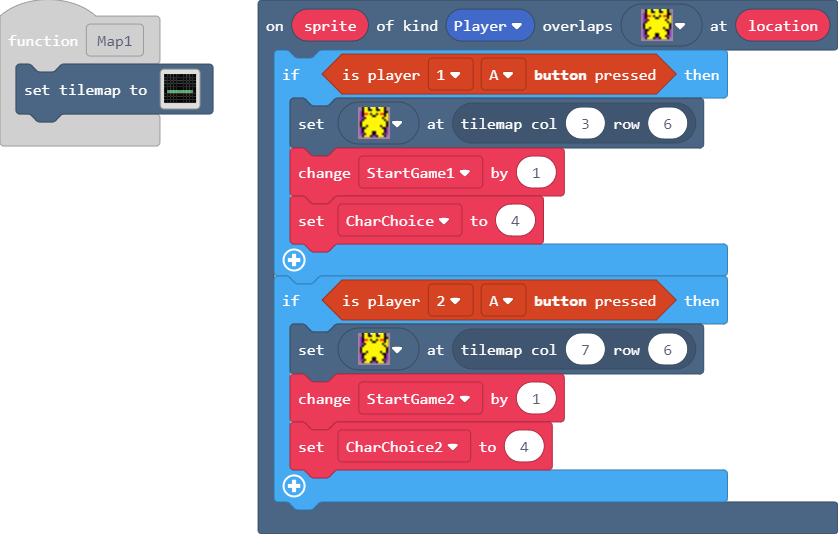 function Map1
set tilemap to
on sprite of kind Player overlaps at location
if is player 1 A button pressed then
set at tilemap col 3 row 6
change StartGame1 by 1
set CharChoice to 4
if is player 2 A button pressed then
set at tilemap col 7 row 6
change StartGame2 by 1
set CharChoice2 to 4